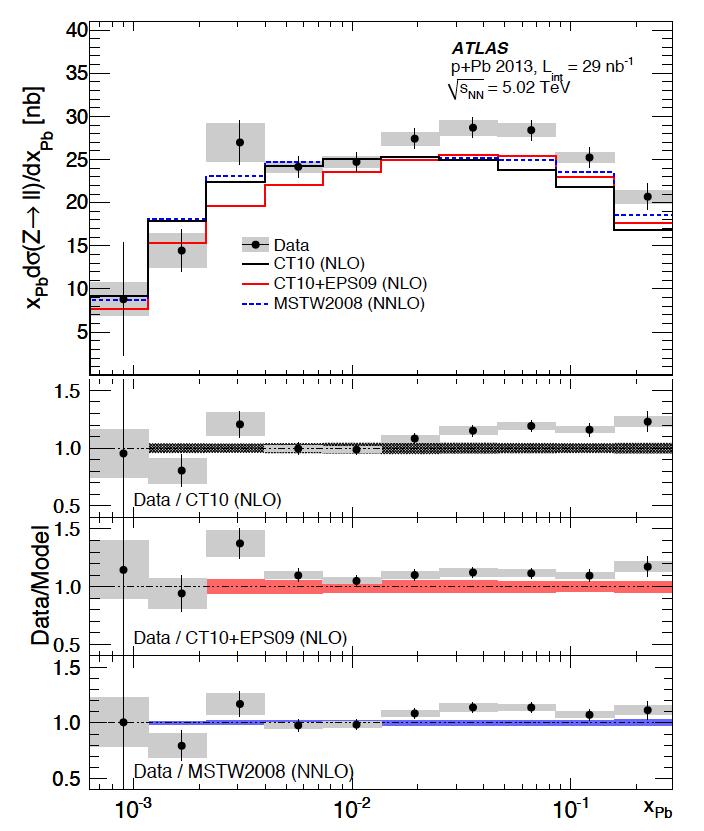 ATLAS
p+Pb 2013, L_int = 29 nb⁻¹
√s_NN = 5.02 TeV
x_Pb dσ(Z→ ll)/dx_Pb [nb]
40
35
30
25
20
15
10
5
Data
CT10 (NLO)
CT10+EPS09 (NLO)
MSTW2008 (NNLO)
Data/Model
1.5
1.0
0.5
Data / CT10 (NLO)
1.5
1.0
0.5
Data / CT10+EPS09 (NLO)
1.5
1.0
0.5
Data / MSTW2008 (NNLO)
10⁻³ 10⁻² 10⁻¹ x_Pb